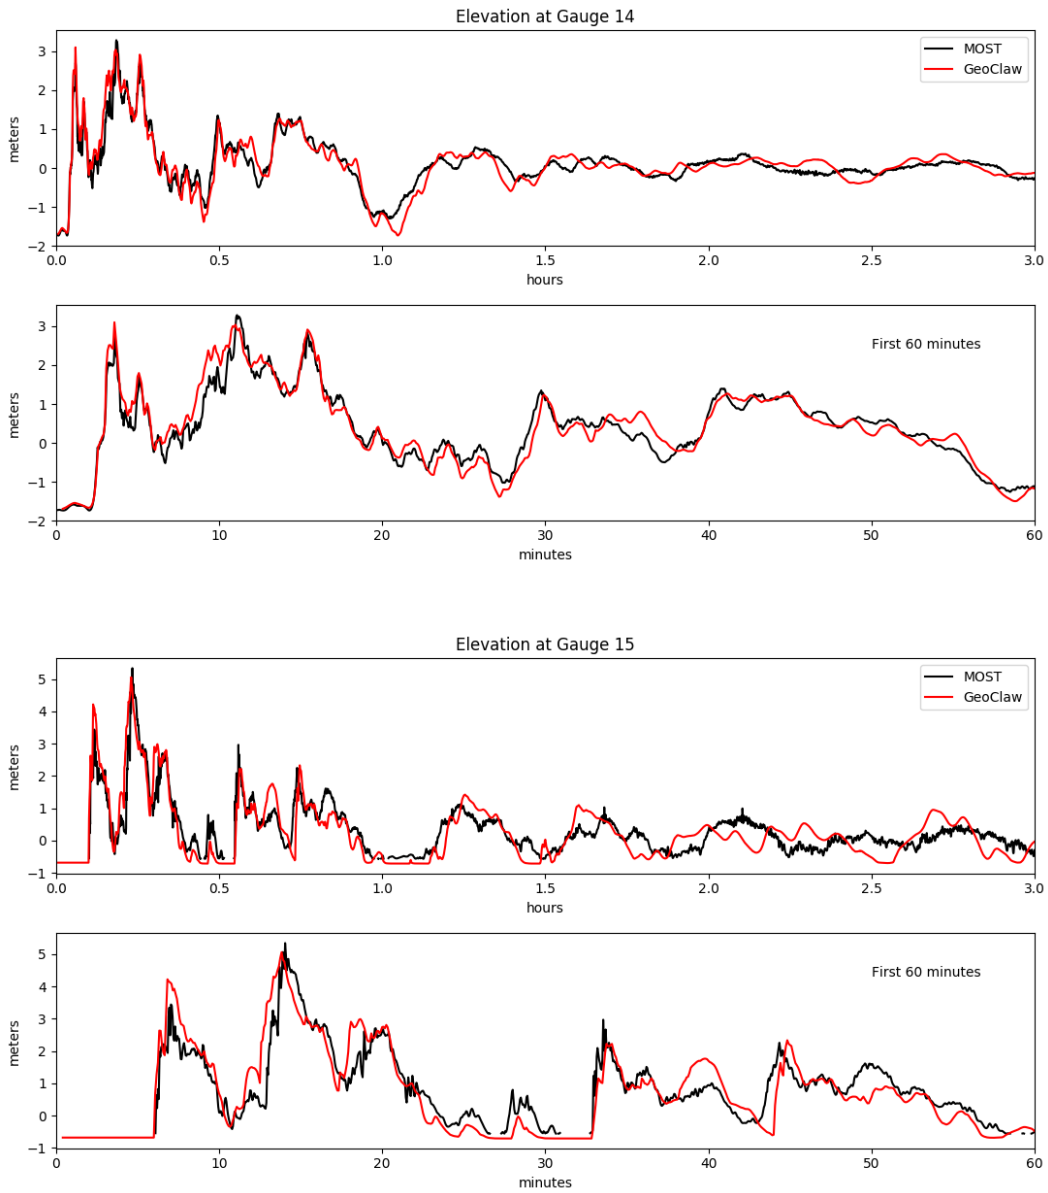 Elevation at Gauge 14
MOST
GeoClaw
meters
3
2
1
0
−1
−2
0.0 0.5 1.0 1.5 2.0 2.5 3.0
hours
First 60 minutes
meters
3
2
1
0
−1
−2
0 10 20 30 40 50 60
minutes
Elevation at Gauge 15
MOST
GeoClaw
meters
5
4
3
2
1
0
−1
0.0 0.5 1.0 1.5 2.0 2.5 3.0
hours
First 60 minutes
meters
5
4
3
2
1
0
−1
0 10 20 30 40 50 60
minutes